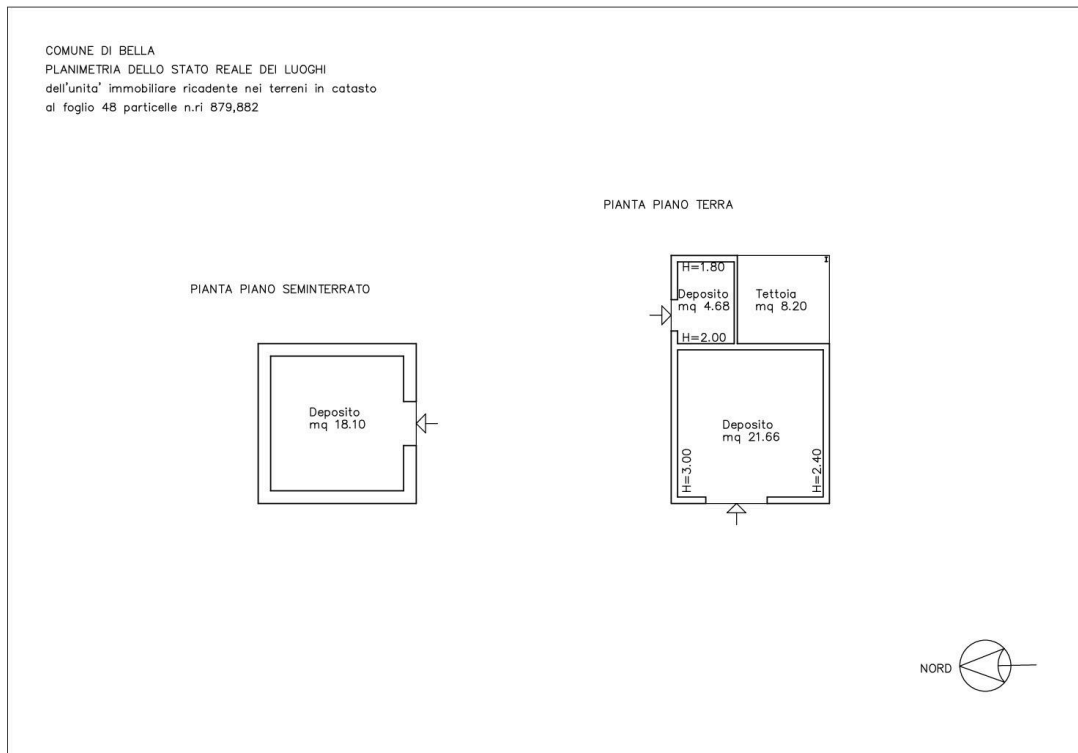 COMUNE DI BELLA
PLANIMETRIA DELLO STATO REALE DEI LUOGHI
dell'unita' immobiliare ricadente nei terreni in catasto
al foglio 48 particelle n.ri 879,882
PIANTA PIANO TERRA
H=1.80
Deposito
mq 4.68
H=2.00
Tettoia
mq 8.20
PIANTA PIANO SEMINTERRATO
Deposito
mq 18.10
Deposito
mq 21.66
H=3.00
H=2.40
NORD